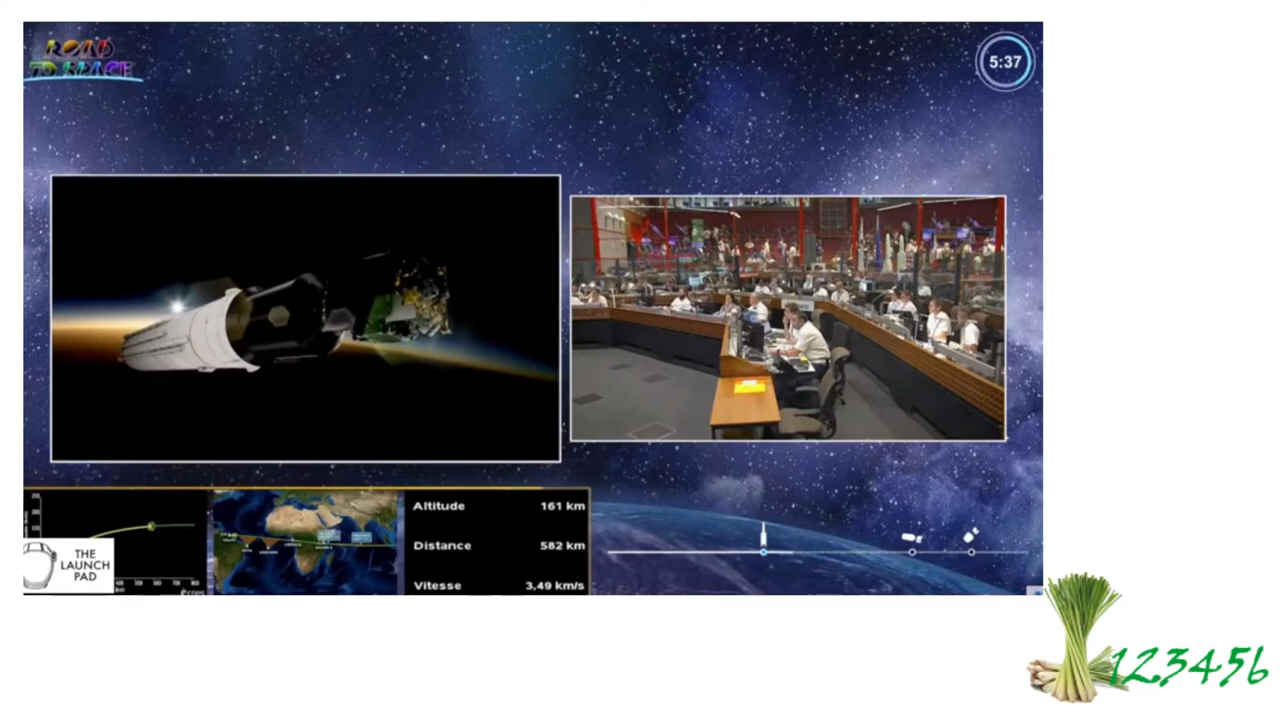 ROAD
TO SPACE
5:37
Altitude 161 km
Distance 582 km
Vitesse 3,49 km/s
THE
LAUNCH
PAD
cnes
123456